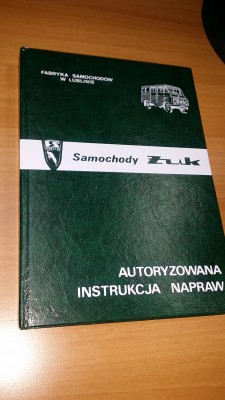 FABRYKA SAMOCHODÓW
W LUBLINIE
Samochody Żuk
AUTORYZOWANA
INSTRUKCJA NAPRAW